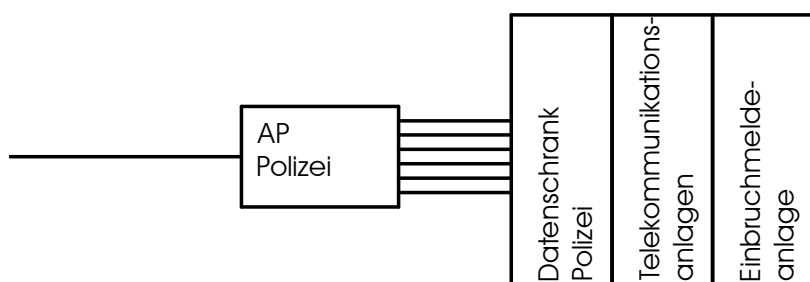 AP
Polizei
Datenschrank
Polizei
Telekommunikations-
anlagen
Einbruchmelde-
anlage